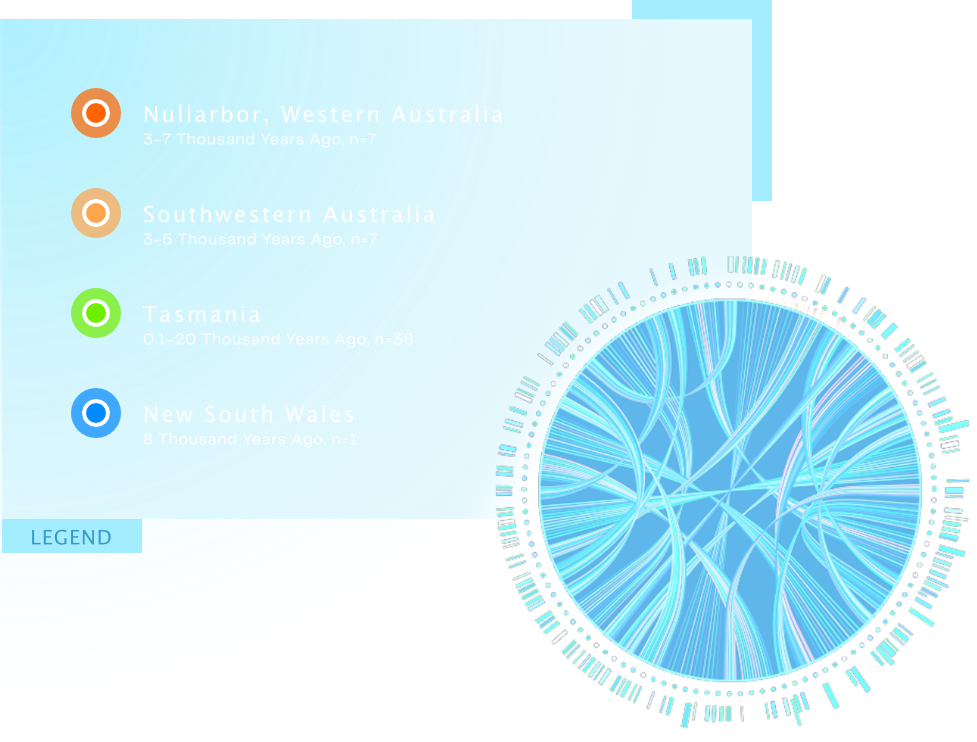 Nullarbor, Western Australia
3-7 Thousand Years Ago, n=7
Southwestern Australia
3-5 Thousand Years Ago, n=7
Tasmania
0.1-20 Thousand Years Ago, n=38
New South Wales
8 Thousand Years Ago, n=1
LEGEND